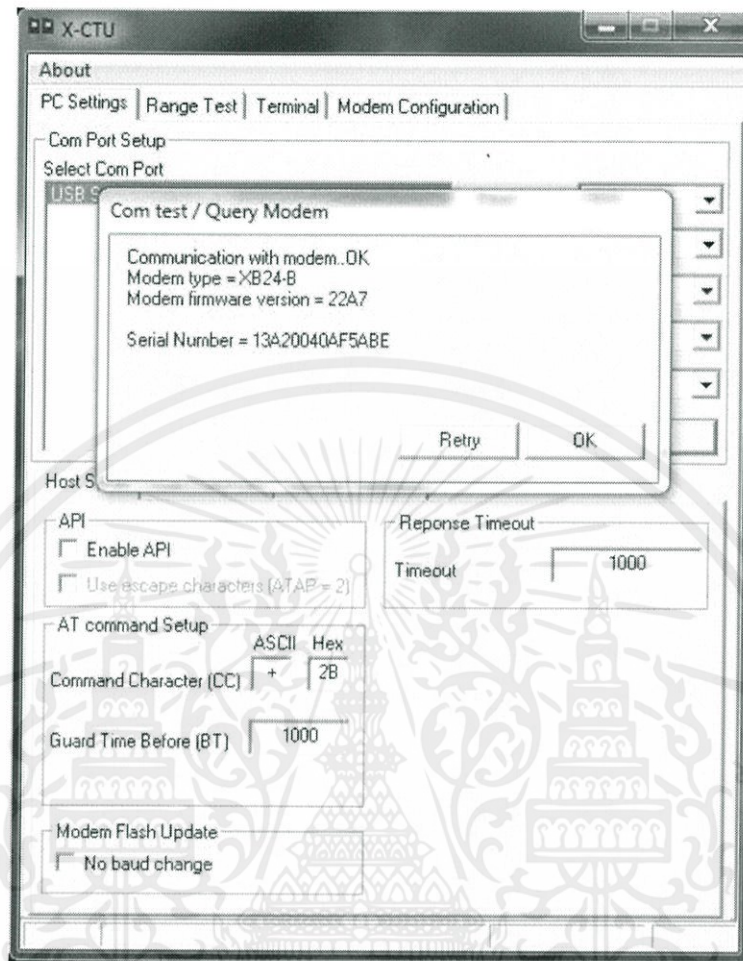 X-CTU
About
PC Settings Range Test Terminal Modem Configuration
Com Port Setup
Select Com Port
USB S
Com test / Query Modem
Communication with modem..OK
Modem type = XB24-B
Modem firmware version = 22A7
Serial Number = 13A20040AF5ABE
Retry OK
Host S
API
Enable API
Use escape characters (ATAP = 2)
Reponse Timeout
Timeout 1000
AT command Setup
ASCII Hex
Command Character (CC) + 2B
Guard Time Before (BT) 1000
Modem Flash Update
No baud change